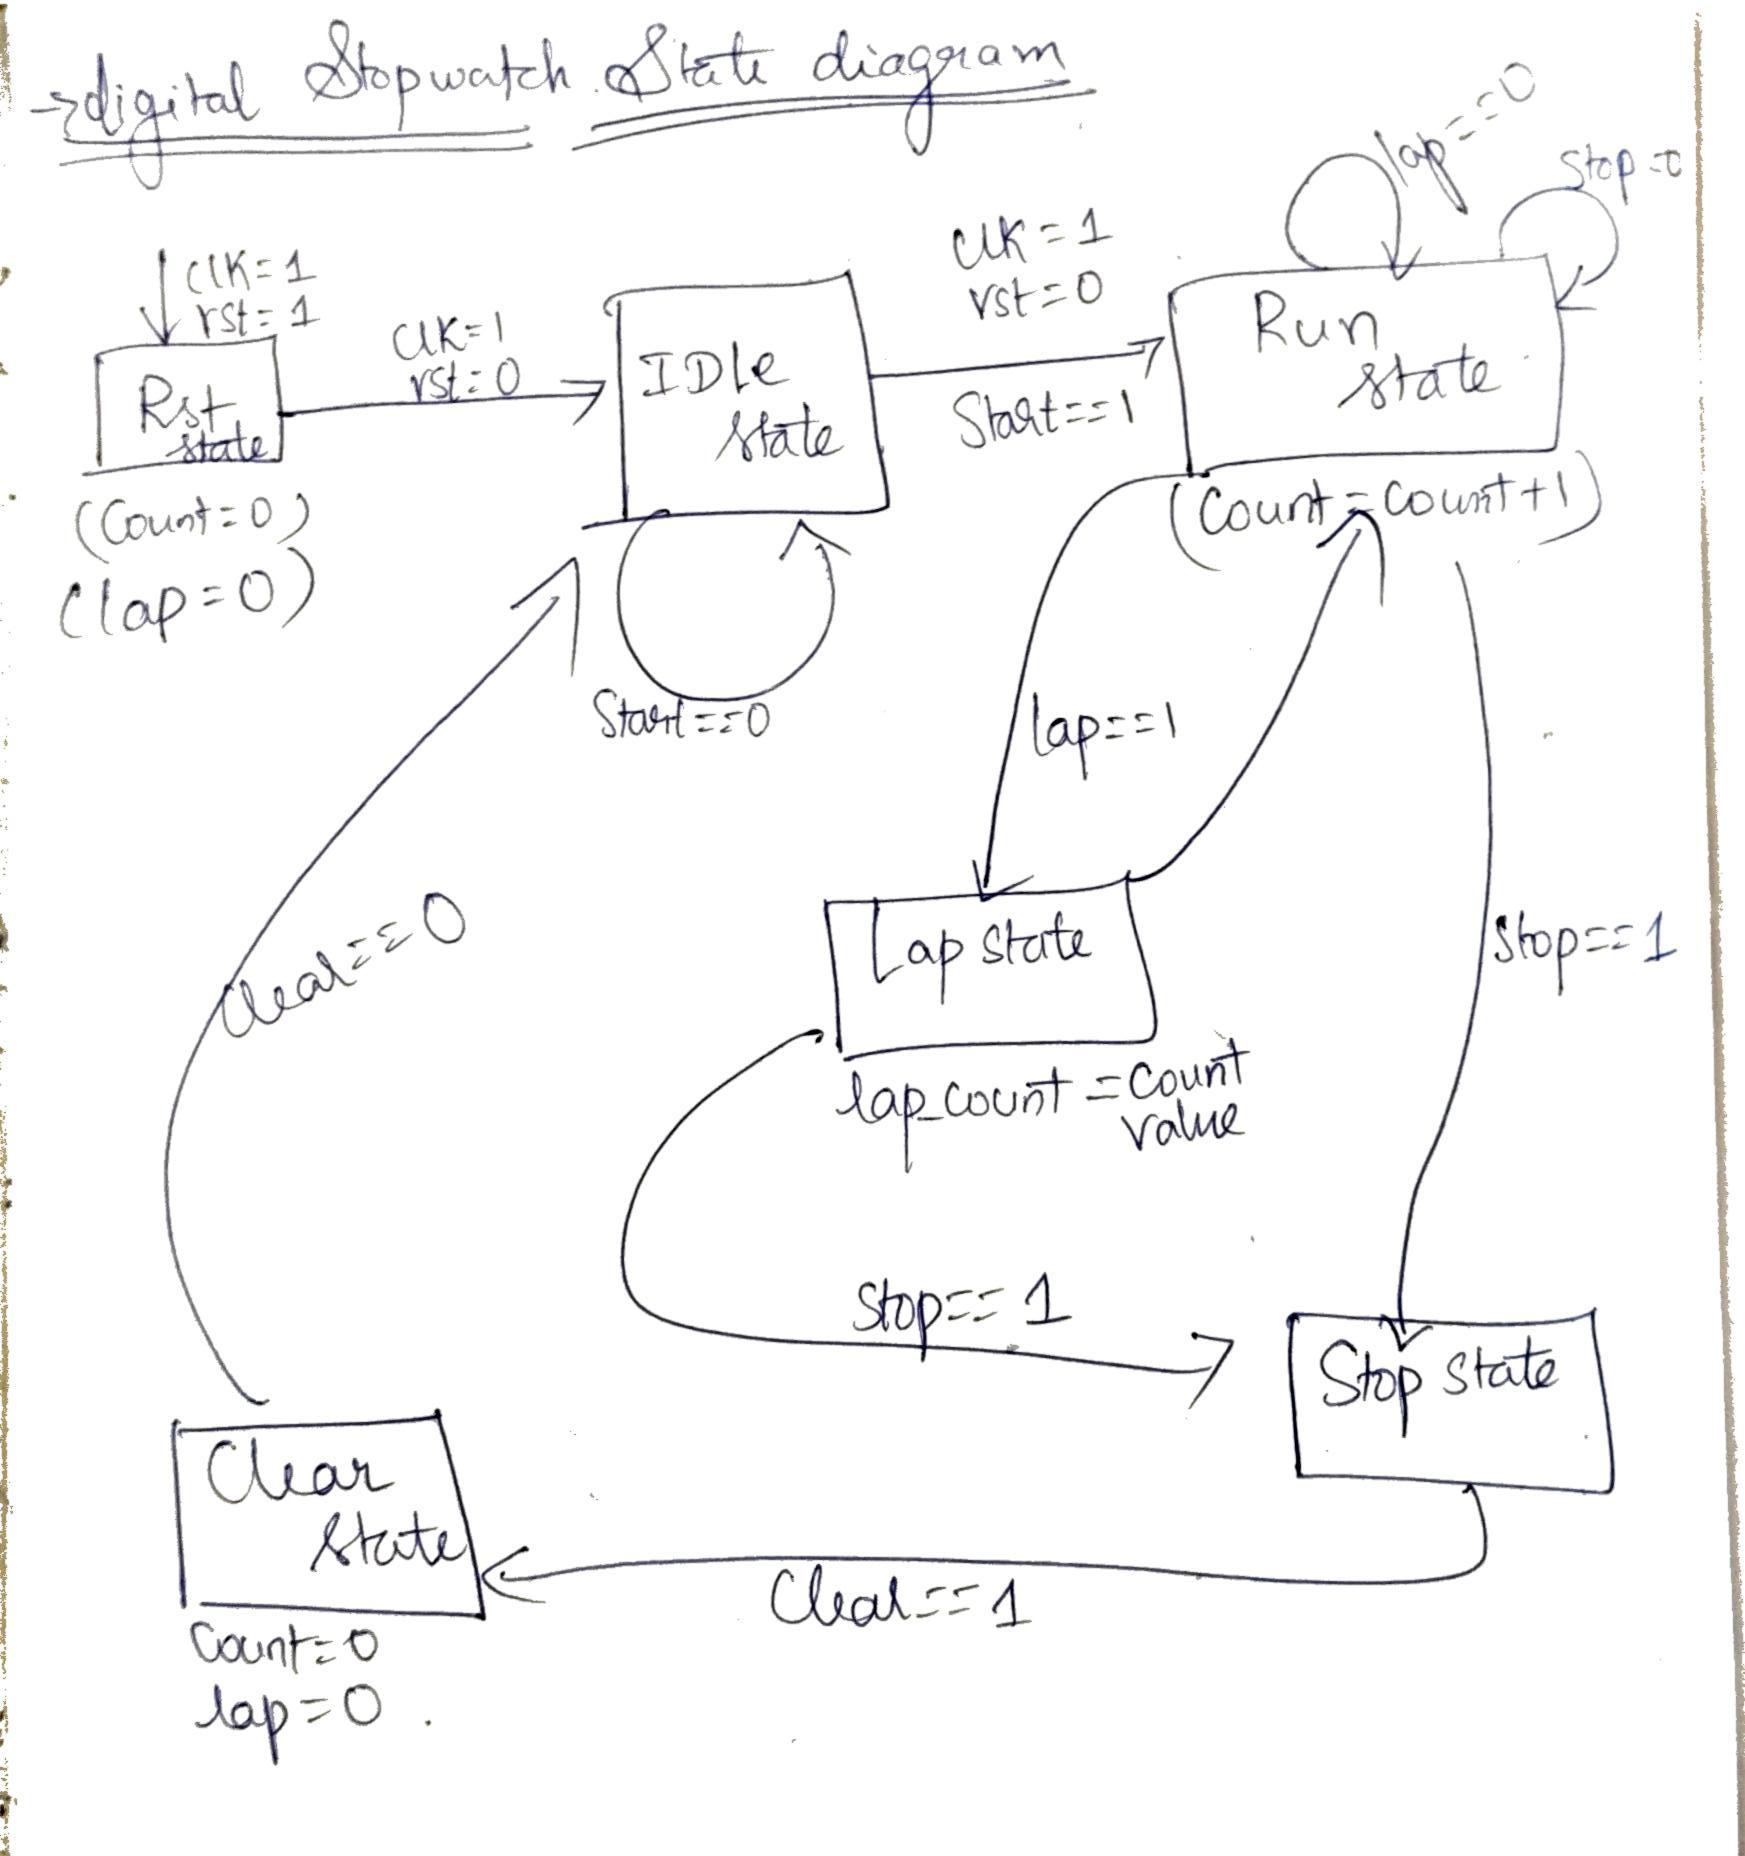 →digital Stopwatch State diagram
lap==0
Stop=0
Clk=1
rst=1
Clk=1
rst=0
Clk=1
rst=0
Start==1
Rst
state
(Count=0)
(lap=0)
IDle
state
Start==0
Run
state
(Count=Count+1)
lap==1
Stop==1
Clear==0
Lap state
lap_count=Count
value
Stop==1
Stop state
Clear
state
Clear==1
Count=0
lap=0.